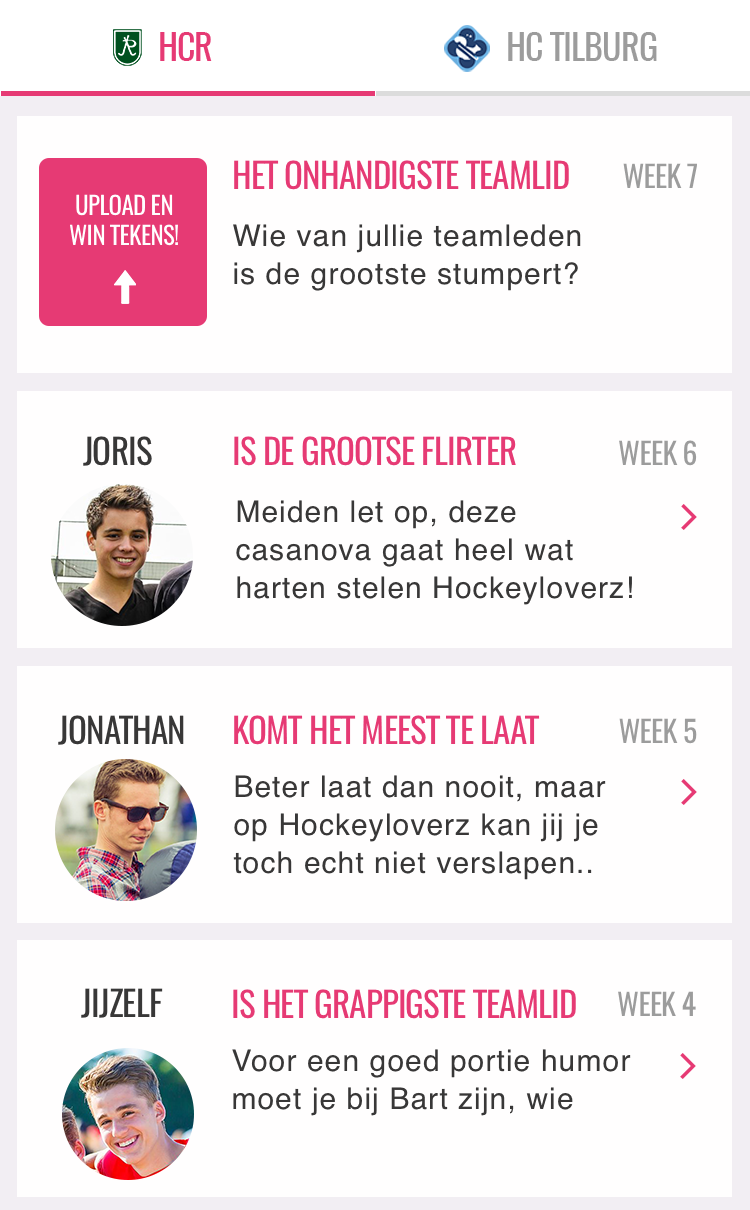 HCR
HC TILBURG
UPLOAD EN
WIN TEKENS!
HET ONHANDIGSTE TEAMLID
WEEK 7
Wie van jullie teamleden
is de grootste stumpert?
JORIS
IS DE GROOTSE FLIRTER
WEEK 6
Meiden let op, deze
casanova gaat heel wat
harten stelen Hockeyloverz!
JONATHAN
KOMT HET MEEST TE LAAT
WEEK 5
Beter laat dan nooit, maar
op Hockeyloverz kan jij je
toch echt niet verslapen..
JIJZELF
IS HET GRAPPIGSTE TEAMLID
WEEK 4
Voor een goed portie humor
moet je bij Bart zijn, wie